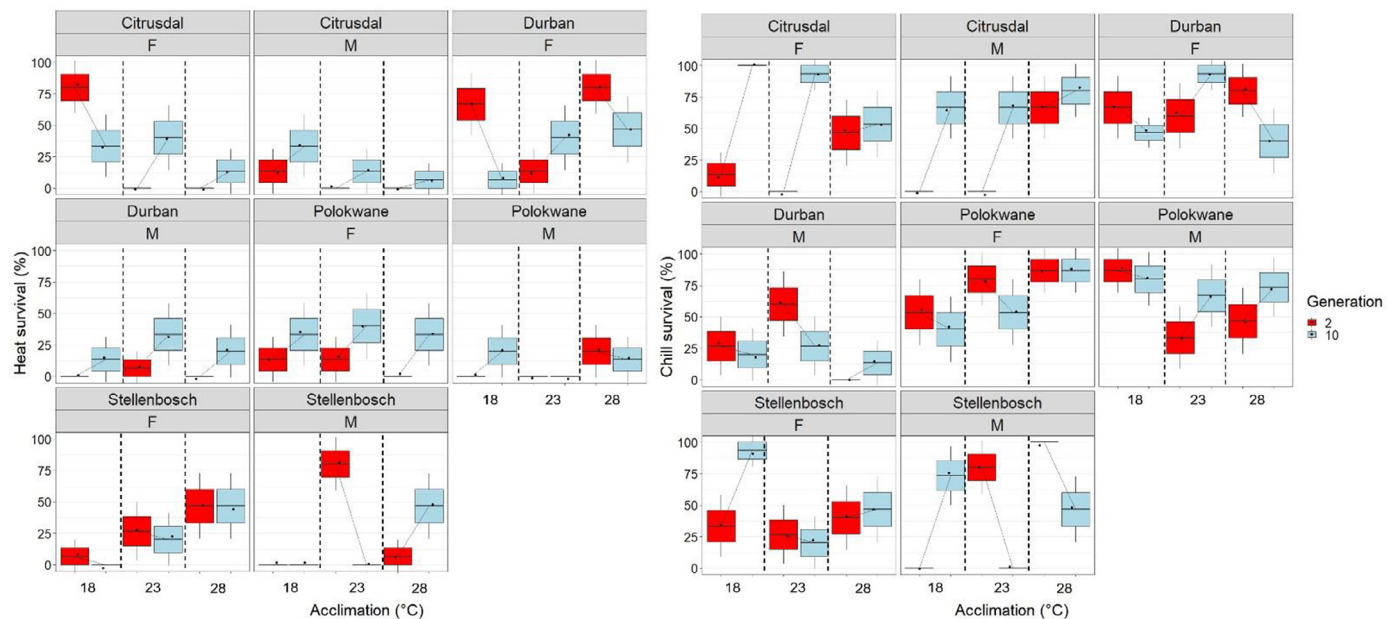 Citrusdal Citrusdal Durban
F M F
100
75
50
25
0
Durban Polokwane Polokwane
M F M
100
75
50
25
0
18 23 28
Stellenbosch Stellenbosch
F M
100
75
50
25
0
18 23 28 18 23 28
Acclimation (°C)
Heat survival (%)
Citrusdal Citrusdal Durban
F M F
100
75
50
25
0
Durban Polokwane Polokwane
M F M
100
75
50
25
0
18 23 28
Stellenbosch Stellenbosch
F M
100
75
50
25
0
18 23 28 18 23 28
Acclimation (°C)
Chill survival (%)
Generation
2
10